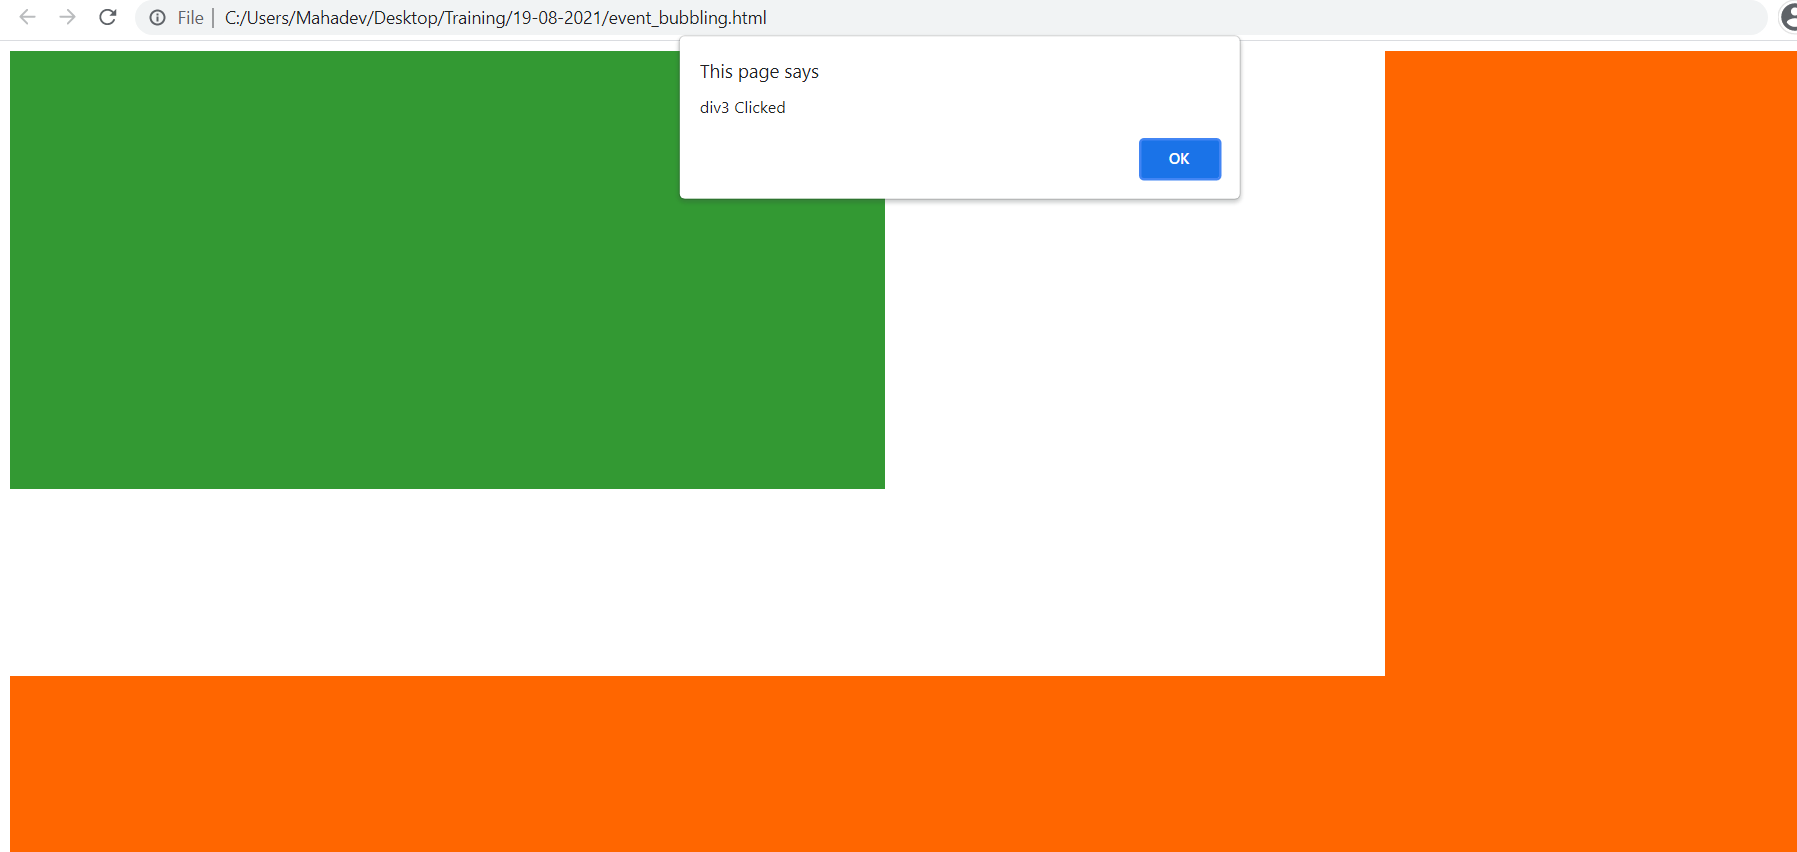 File | C:/Users/Mahadev/Desktop/Training/19-08-2021/event_bubbling.html
This page says
div3 Clicked
OK